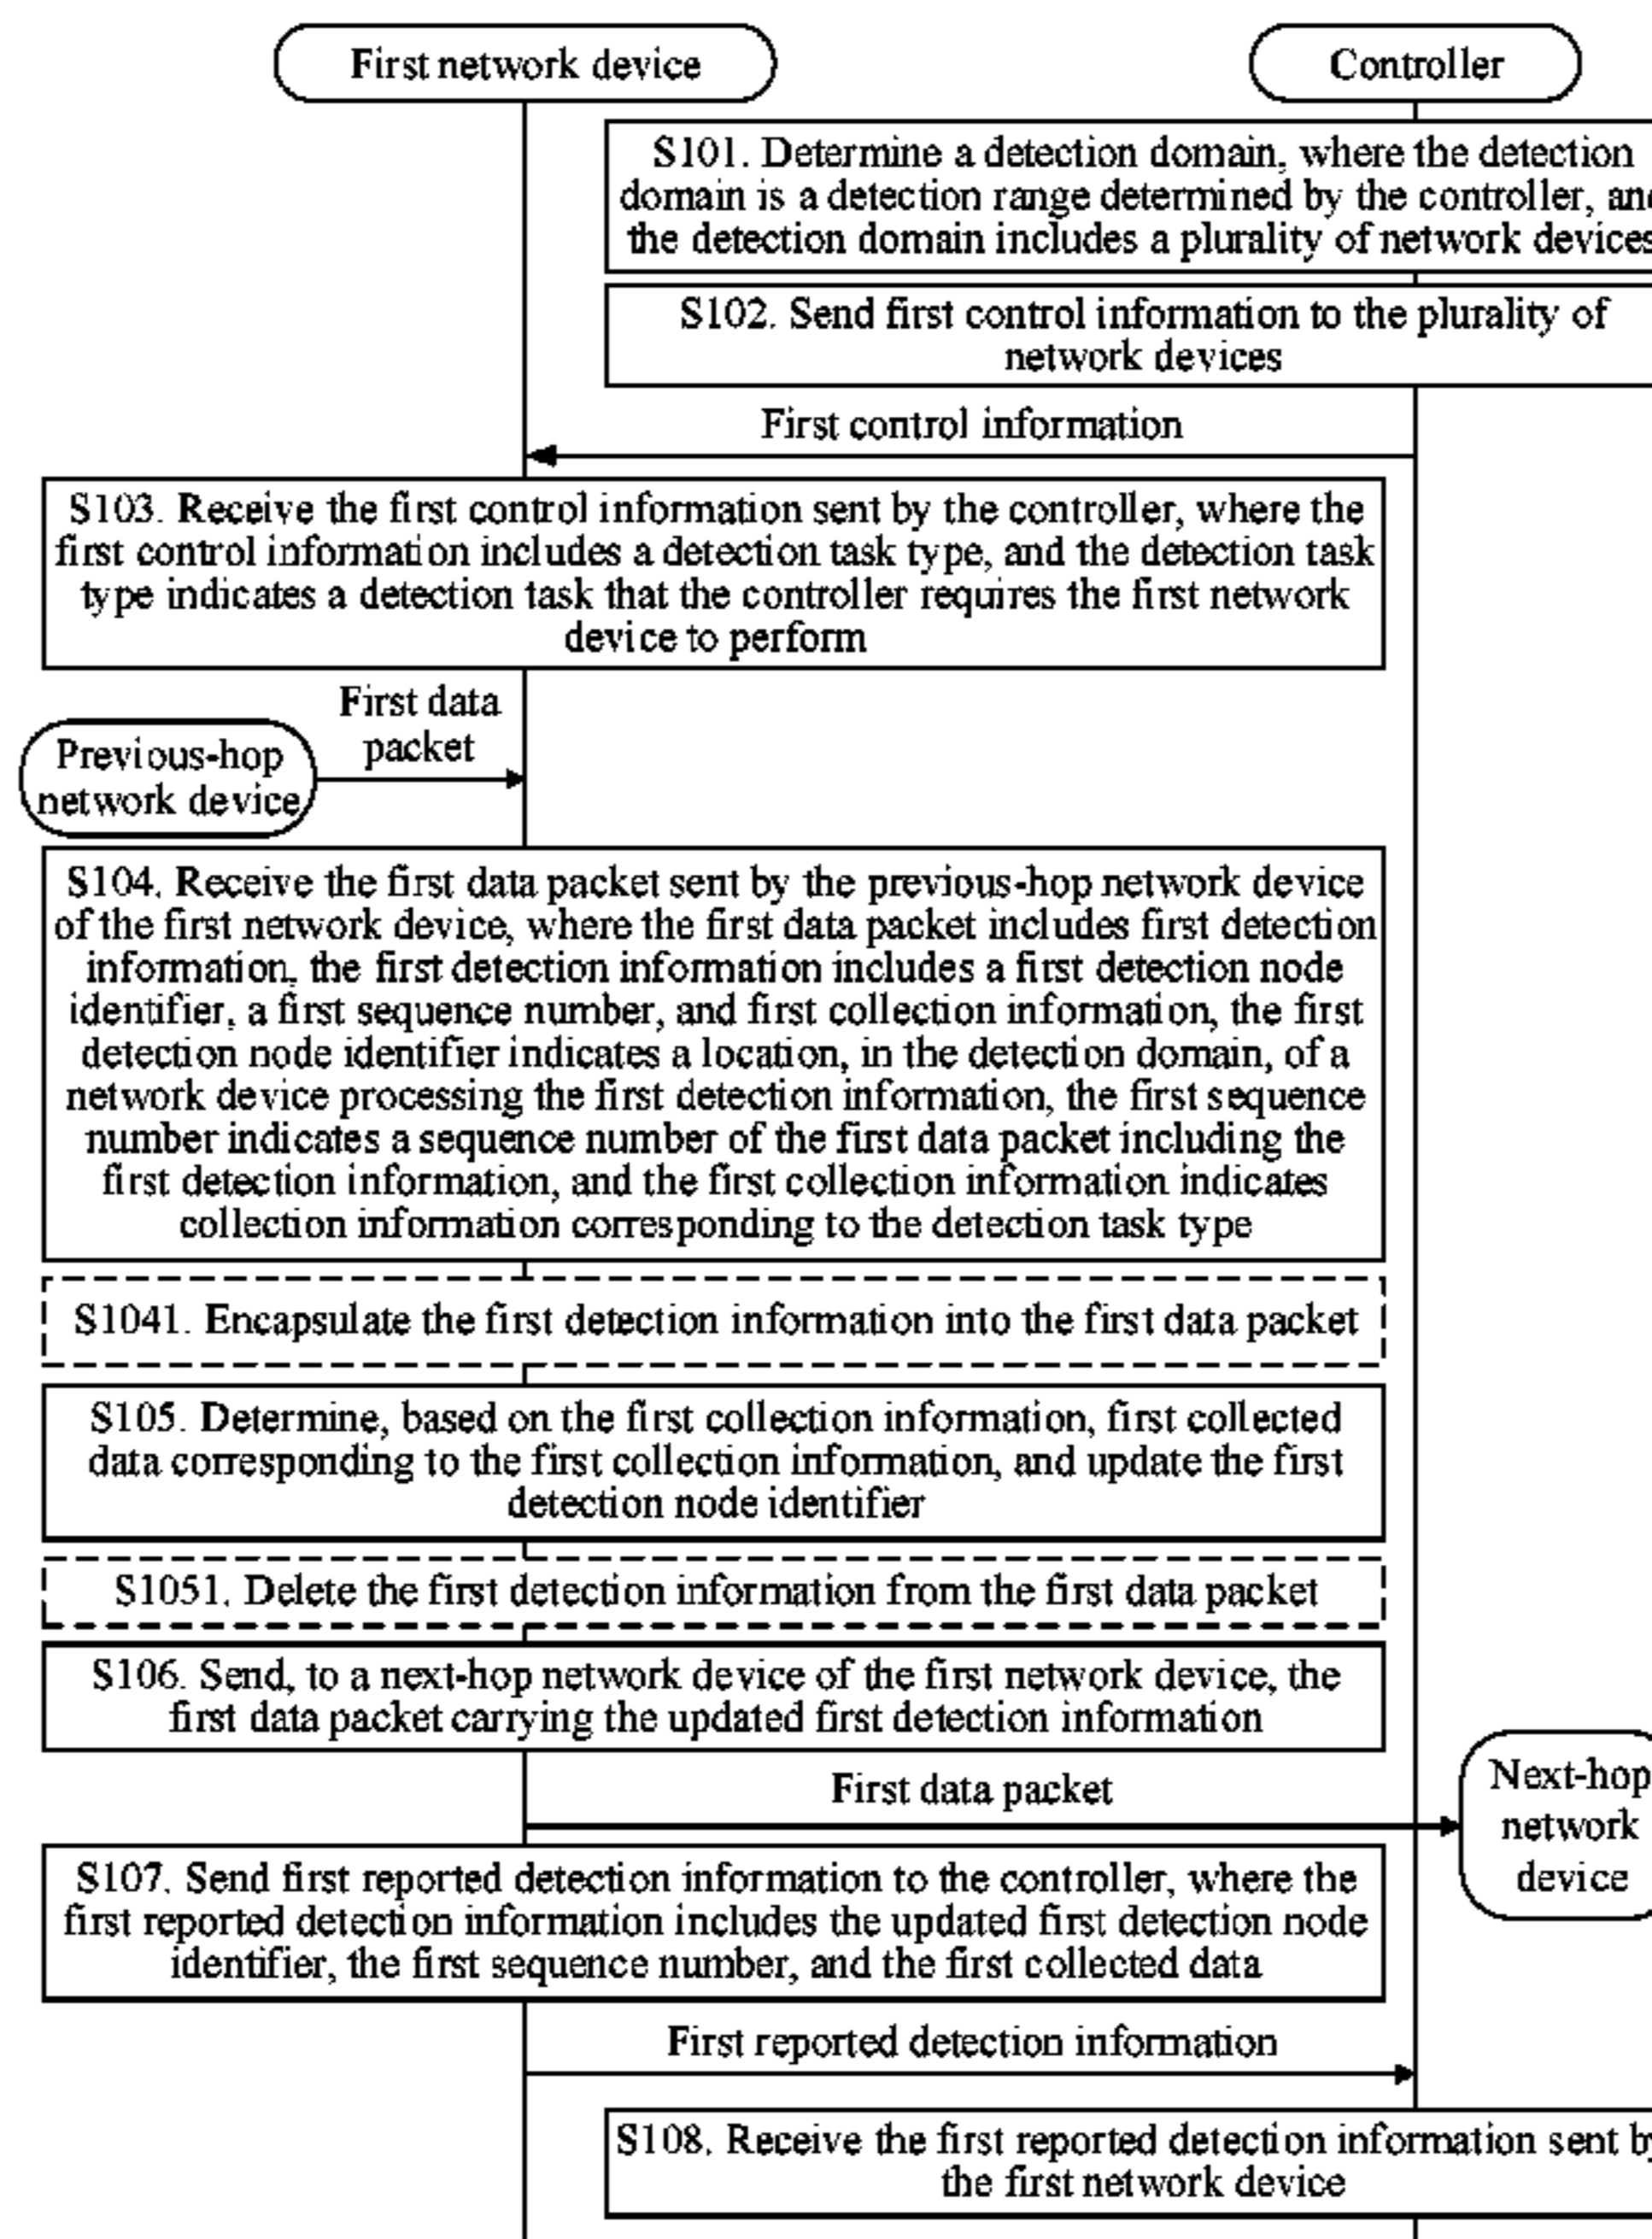 First network device
Controller
S101. Determine a detection domain, where the detection
domain is a detection range determined by the controller, and
the detection domain includes a plurality of network devices
S102. Send first control information to the plurality of
network devices
First control information
S103. Receive the first control information sent by the controller, where the
first control information includes a detection task type, and the detection task
type indicates a detection task that the controller requires the first network
device to perform
First data
packet
Previous-hop
network device
S104. Receive the first data packet sent by the previous-hop network device
of the first network device, where the first data packet includes first detection
information, the first detection information includes a first detection node
identifier, a first sequence number, and first collection information, the first
detection node identifier indicates a location, in the detection domain, of a
network device processing the first detection information, the first sequence
number indicates a sequence number of the first data packet including the
first detection information, and the first collection information indicates
collection information corresponding to the detection task type
S1041. Encapsulate the first detection information into the first data packet
S105. Determine, based on the first collection information, first collected
data corresponding to the first collection information, and update the first
detection node identifier
S1051. Delete the first detection information from the first data packet
S106. Send, to a next-hop network device of the first network device, the
first data packet carrying the updated first detection information
First data packet
Next-hop
network
device
S107. Send first reported detection information to the controller, where the
first reported detection information includes the updated first detection node
identifier, the first sequence number, and the first collected data
First reported detection information
S108. Receive the first reported detection information sent by
the first network device